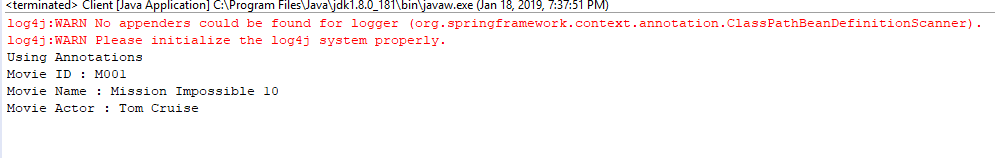 <terminated> Client [Java Application] C:\Program Files\Java\jdk1.8.0_181\bin\javaw.exe (Jan 18, 2019, 7:37:51 PM)
log4j:WARN No appenders could be found for logger (org.springframework.context.annotation.ClassPathBeanDefinitionScanner).
log4j:WARN Please initialize the log4j system properly.
Using Annotations
Movie ID : M001
Movie Name : Mission Impossible 10
Movie Actor : Tom Cruise